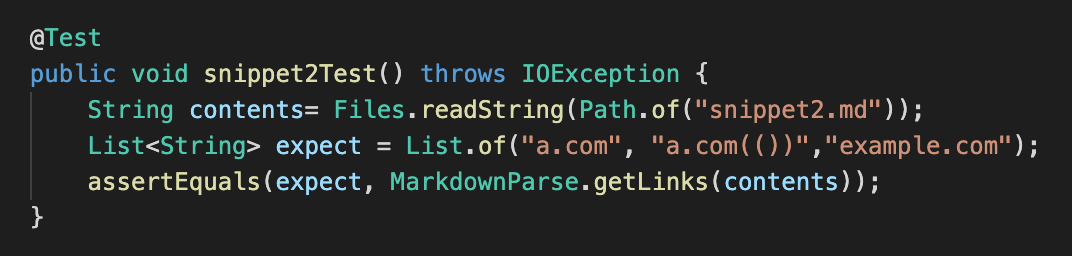 @Test
public void snippet2Test() throws IOException {
    String contents= Files.readString(Path.of("snippet2.md"));
    List<String> expect = List.of("a.com", "a.com(())","example.com");
    assertEquals(expect, MarkdownParse.getLinks(contents));
}